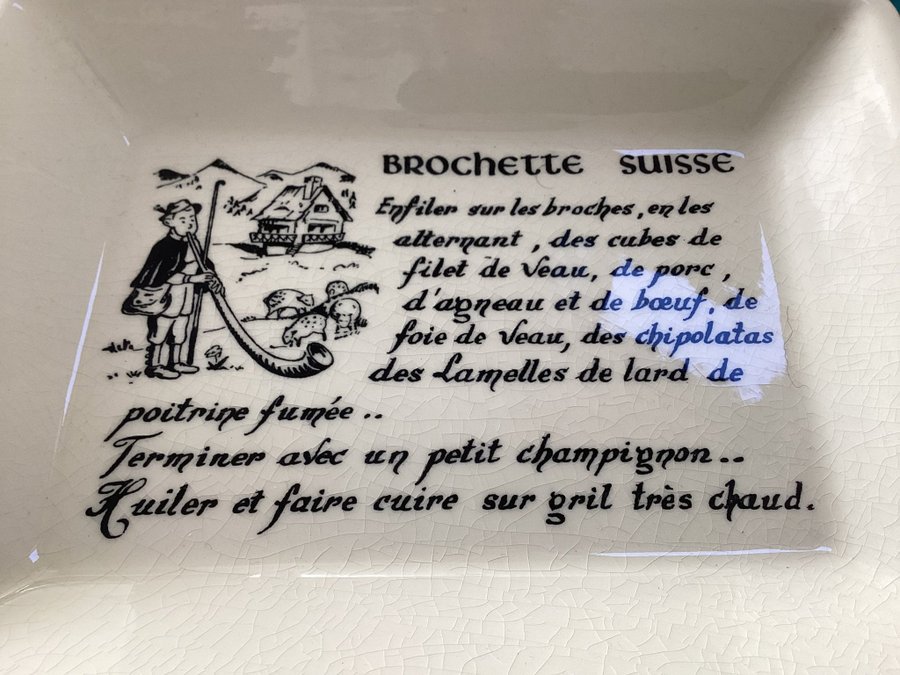 BROCHETTE SUISSE
Enfiler sur les broches, en les
alternant, des cubes de
filet de Veau, de porc,
d'agneau et de bœuf, de
foie de Veau, des chipolatas
des Lamelles de lard de
poitrine fumée..
Terminer avec un petit champignon..
Huiler et faire cuire sur gril très chaud.